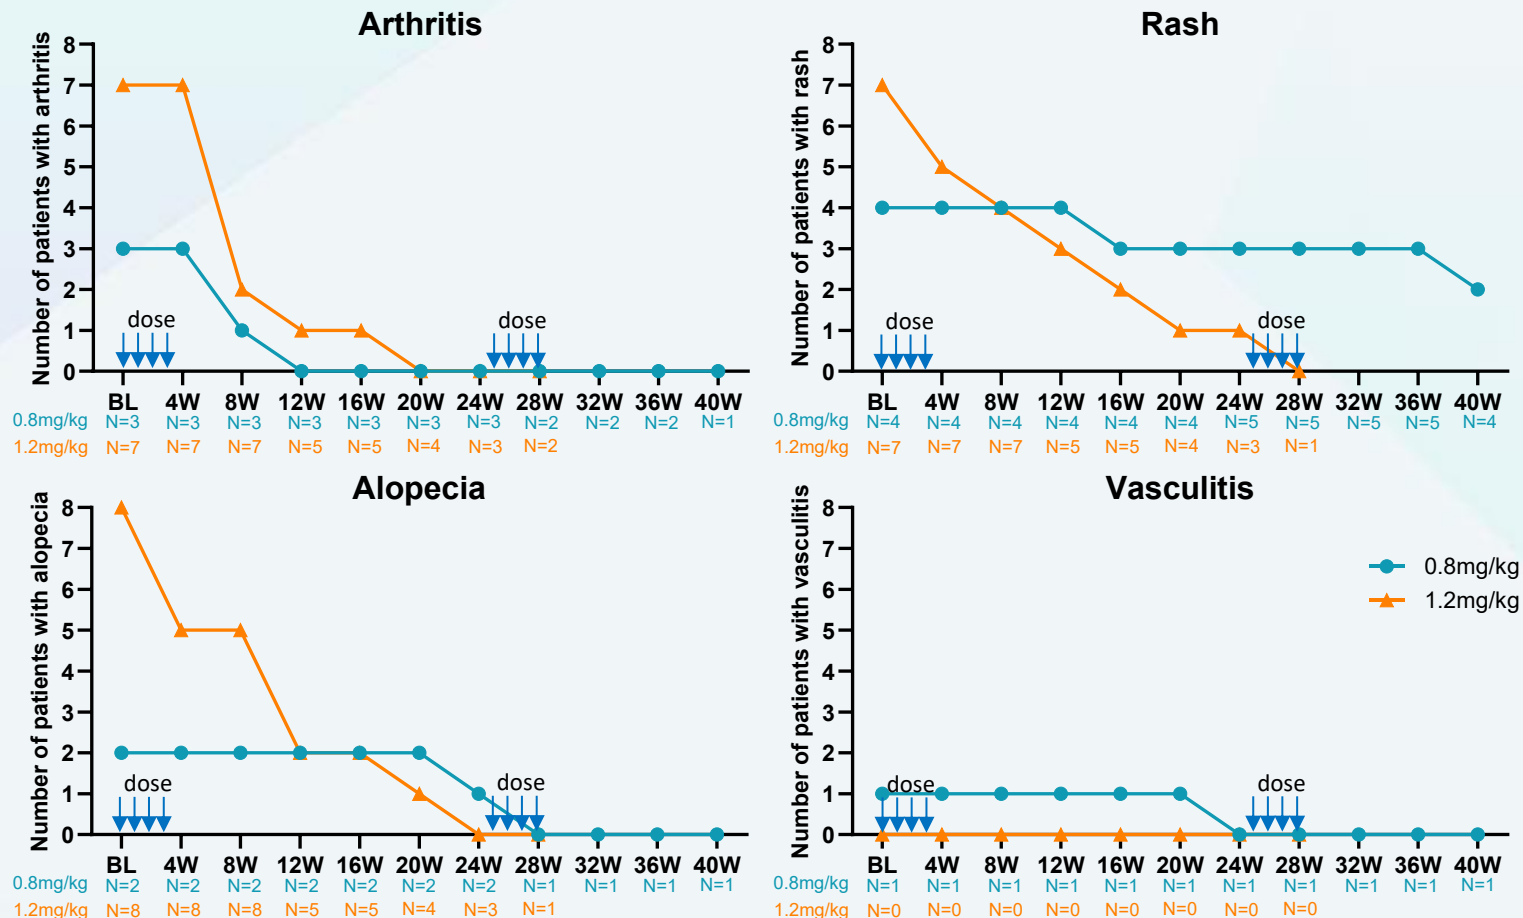 Arthritis
Number of patients with arthritis
8
7
6
5
4
3
2
1
0
dose
dose
BL 4W 8W 12W 16W 20W 24W 28W 32W 36W 40W
0.8mg/kg N=3 N=3 N=3 N=3 N=3 N=3 N=3 N=2 N=2 N=2 N=1
1.2mg/kg N=7 N=7 N=7 N=5 N=5 N=4 N=3 N=2
Rash
Number of patients with rash
8
7
6
5
4
3
2
1
0
dose
dose
BL 4W 8W 12W 16W 20W 24W 28W 32W 36W 40W
0.8mg/kg N=4 N=4 N=4 N=4 N=4 N=4 N=5 N=5 N=5 N=5 N=4
1.2mg/kg N=7 N=7 N=7 N=5 N=5 N=4 N=3 N=1
Alopecia
Number of patients with alopecia
8
7
6
5
4
3
2
1
0
dose
dose
BL 4W 8W 12W 16W 20W 24W 28W 32W 36W 40W
0.8mg/kg N=2 N=2 N=2 N=2 N=2 N=2 N=2 N=1 N=1 N=1 N=1
1.2mg/kg N=8 N=8 N=8 N=5 N=5 N=4 N=3 N=1
Vasculitis
Number of patients with vasculitis
8
7
6
5
4
3
2
1
0
dose
dose
0.8mg/kg
1.2mg/kg
BL 4W 8W 12W 16W 20W 24W 28W 32W 36W 40W
0.8mg/kg N=1 N=1 N=1 N=1 N=1 N=1 N=1 N=1 N=1 N=1 N=1
1.2mg/kg N=0 N=0 N=0 N=0 N=0 N=0 N=0 N=0